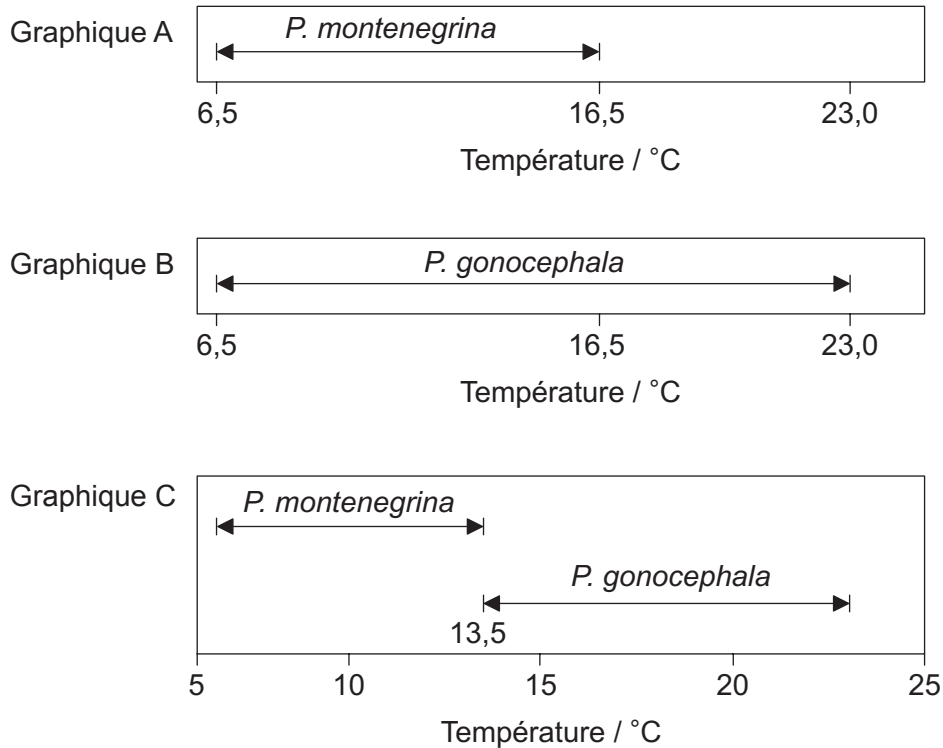 Graphique A
P. montenegrina
6,5 16,5 23,0
Température / °C
Graphique B
P. gonocephala
6,5 16,5 23,0
Température / °C
Graphique C
P. montenegrina
P. gonocephala
13,5
5 10 15 20 25
Température / °C